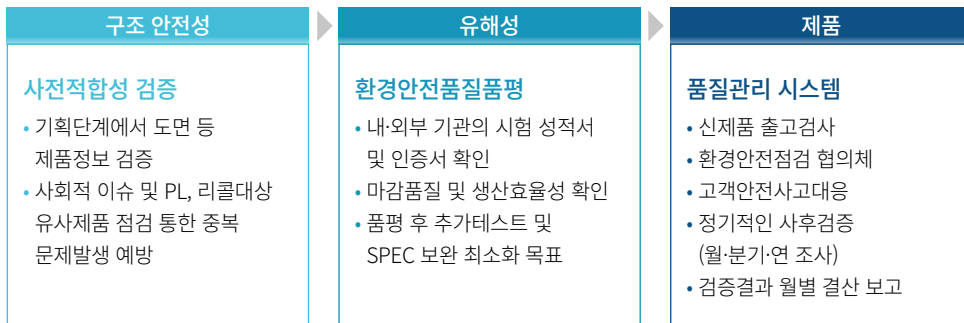 구조 안전성
사전적합성 검증
• 기획단계에서 도면 등
제품정보 검증
• 사회적 이슈 및 PL, 리콜대상
유사제품 점검 통한 중복
문제발생 예방
유해성
환경안전품질품평
• 내·외부 기관의 시험 성적서
및 인증서 확인
• 마감품질 및 생산효율성 확인
• 품평 후 추가테스트 및
SPEC 보완 최소화 목표
제품
품질관리 시스템
• 신제품 출고검사
• 환경안전점검 협의체
• 고객안전사고대응
• 정기적인 사후검증
(월·분기·연 조사)
• 검증결과 월별 결산 보고